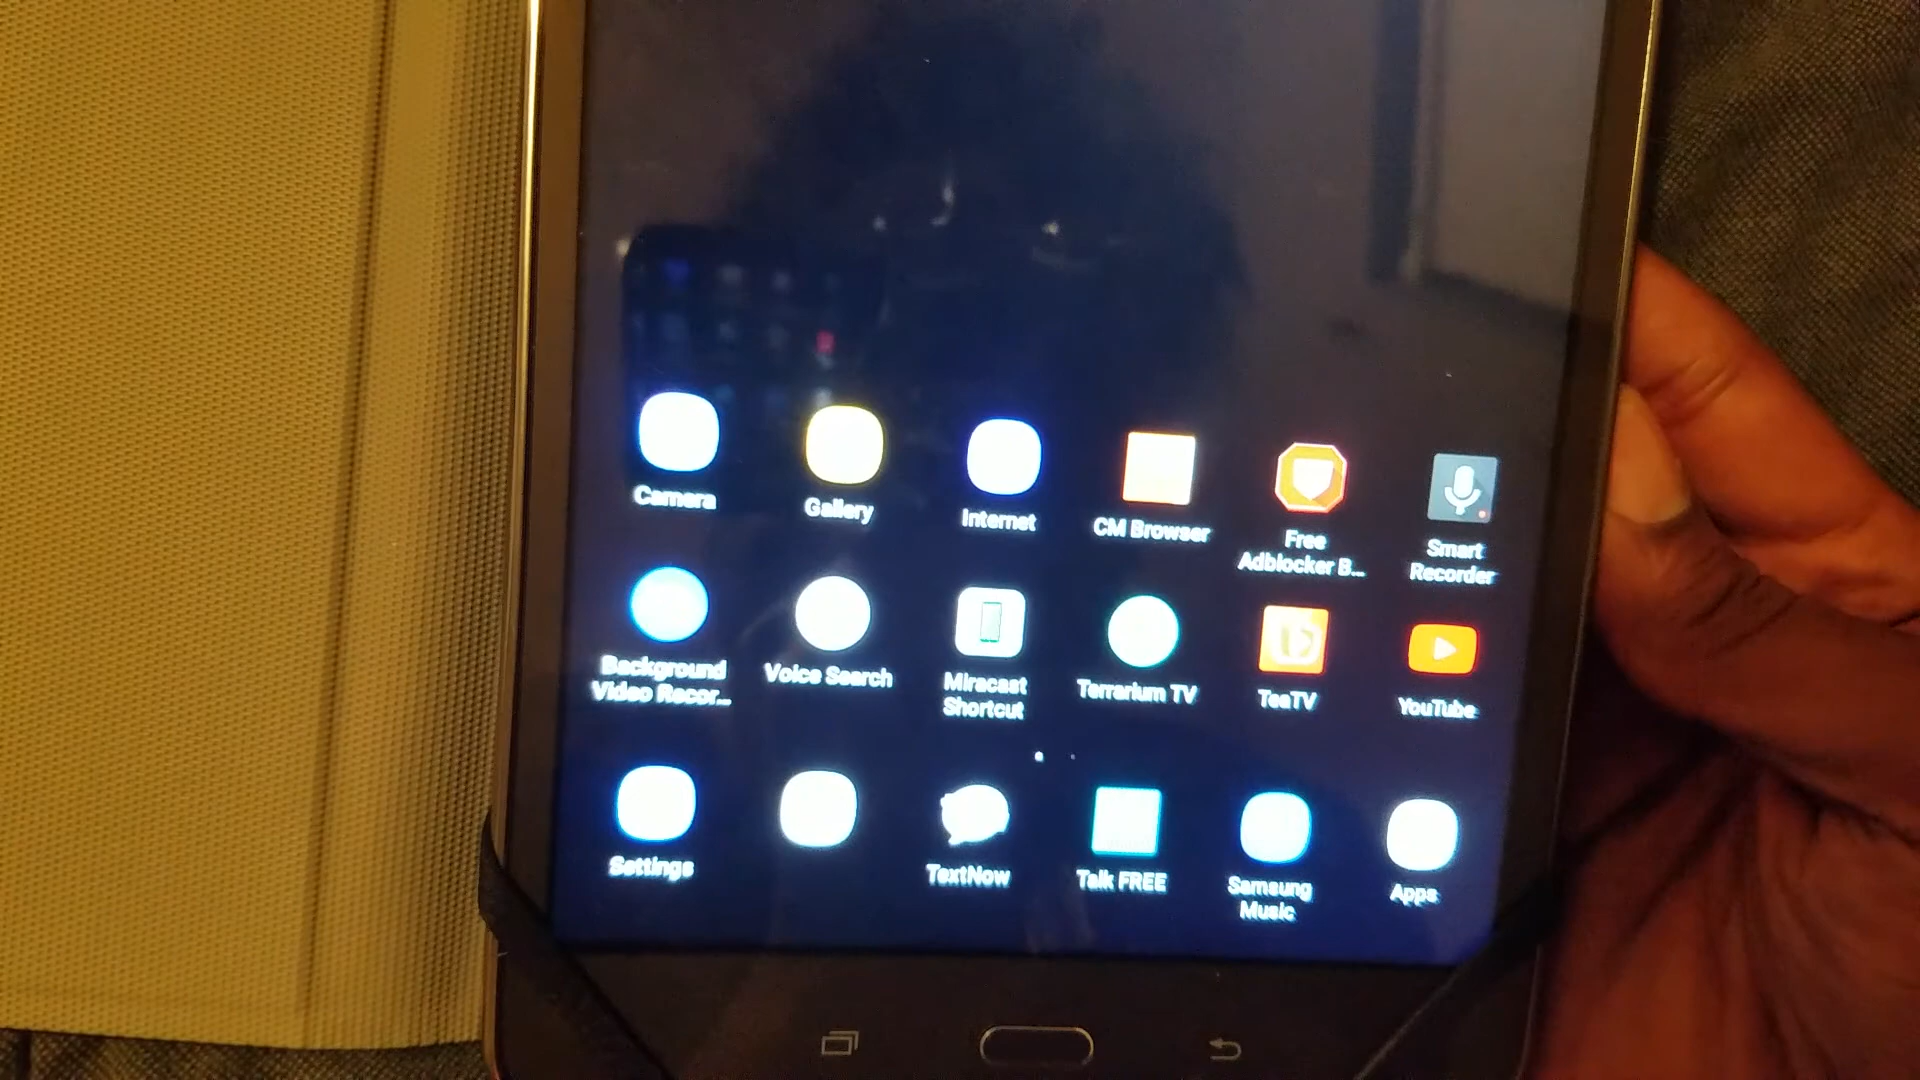 Camera
Gallery
Internet
CM Browser
Free
Adblocker B...
Smart
Recorder
Background
Video Recor...
Voice Search
Miracast
Shortcut
Terrarium TV
TeaTV
YouTube
Settings
TextNow
Talk FREE
Samsung
Music
Apps